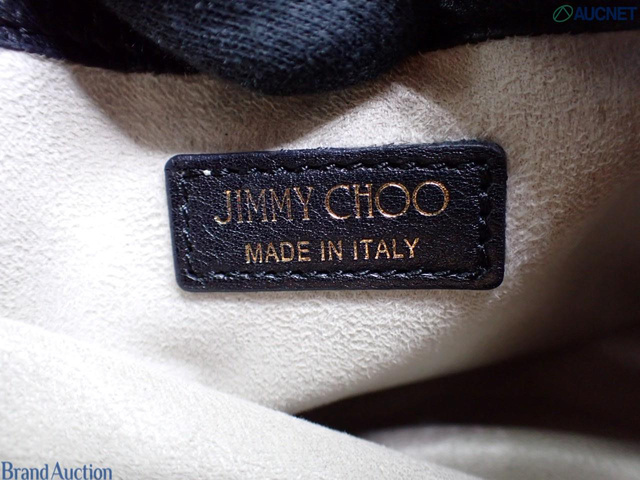 AUCNET
JIMMY CHOO
MADE IN ITALY
Brand Auction